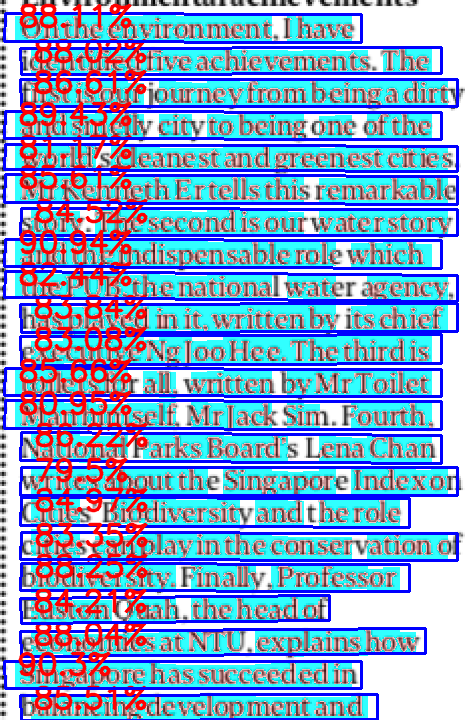 Environmental achievements
88.11%
On the environment, I have
88.02%
five achievements. The
86.61%
first is our journey from being a dirty
89.43%
and smelly city to being one of the
81.17%
world's cleanest and greenest cities.
85.61%
Mr Kenneth Er tells this remarkable
84.52%
story. The second is our water story
90.94%
and the indispensable role which
82.44%
the PUB, the national water agency,
83.84%
has played in it, written by its chief
83.08%
executive Ng Joo Hee. The third is
85.66%
for all, written by Mr Toilet
80.95%
Man himself, Mr Jack Sim. Fourth,
86.22%
National Parks Board's Lena Chan
79.5%
writes about the Singapore Index on
84.97%
Cities' Biodiversity and the role
83.35%
cities can play in the conservation of
88.25%
biodiversity. Finally, Professor
84.21%
Euston Quah, the head of
88.04%
economics at NTU, explains how
90.3%
Singapore has succeeded in
85.51%
balancing development and